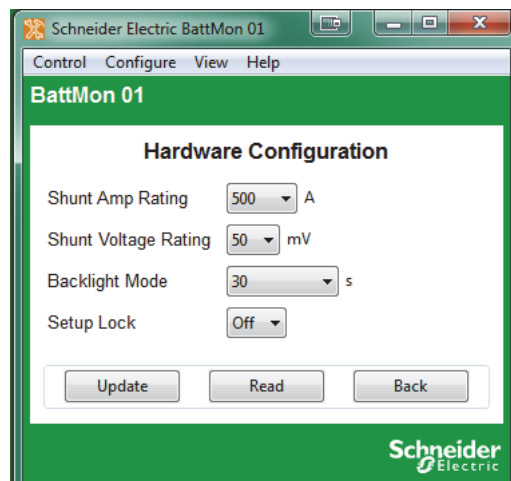 Schneider Electric BattMon 01
Control Configure View Help
BattMon 01
Hardware Configuration
Shunt Amp Rating 500 A
Shunt Voltage Rating 50 mV
Backlight Mode 30 s
Setup Lock Off
Update Read Back
Schneider
Electric